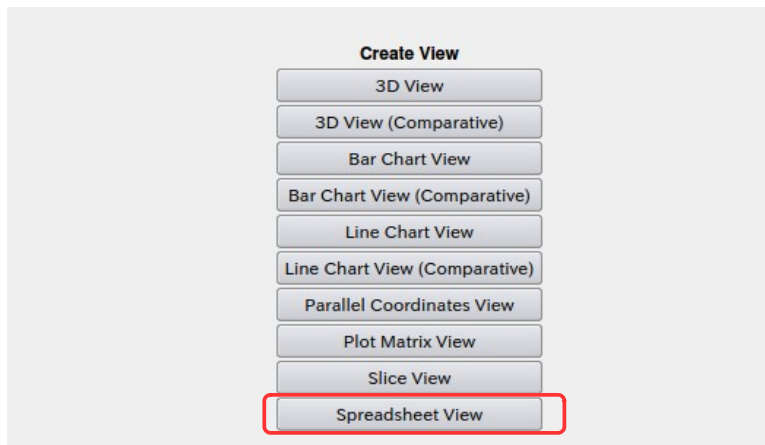 Create View
3D View
3D View (Comparative)
Bar Chart View
Bar Chart View (Comparative)
Line Chart View
Line Chart View (Comparative)
Parallel Coordinates View
Plot Matrix View
Slice View
Spreadsheet View